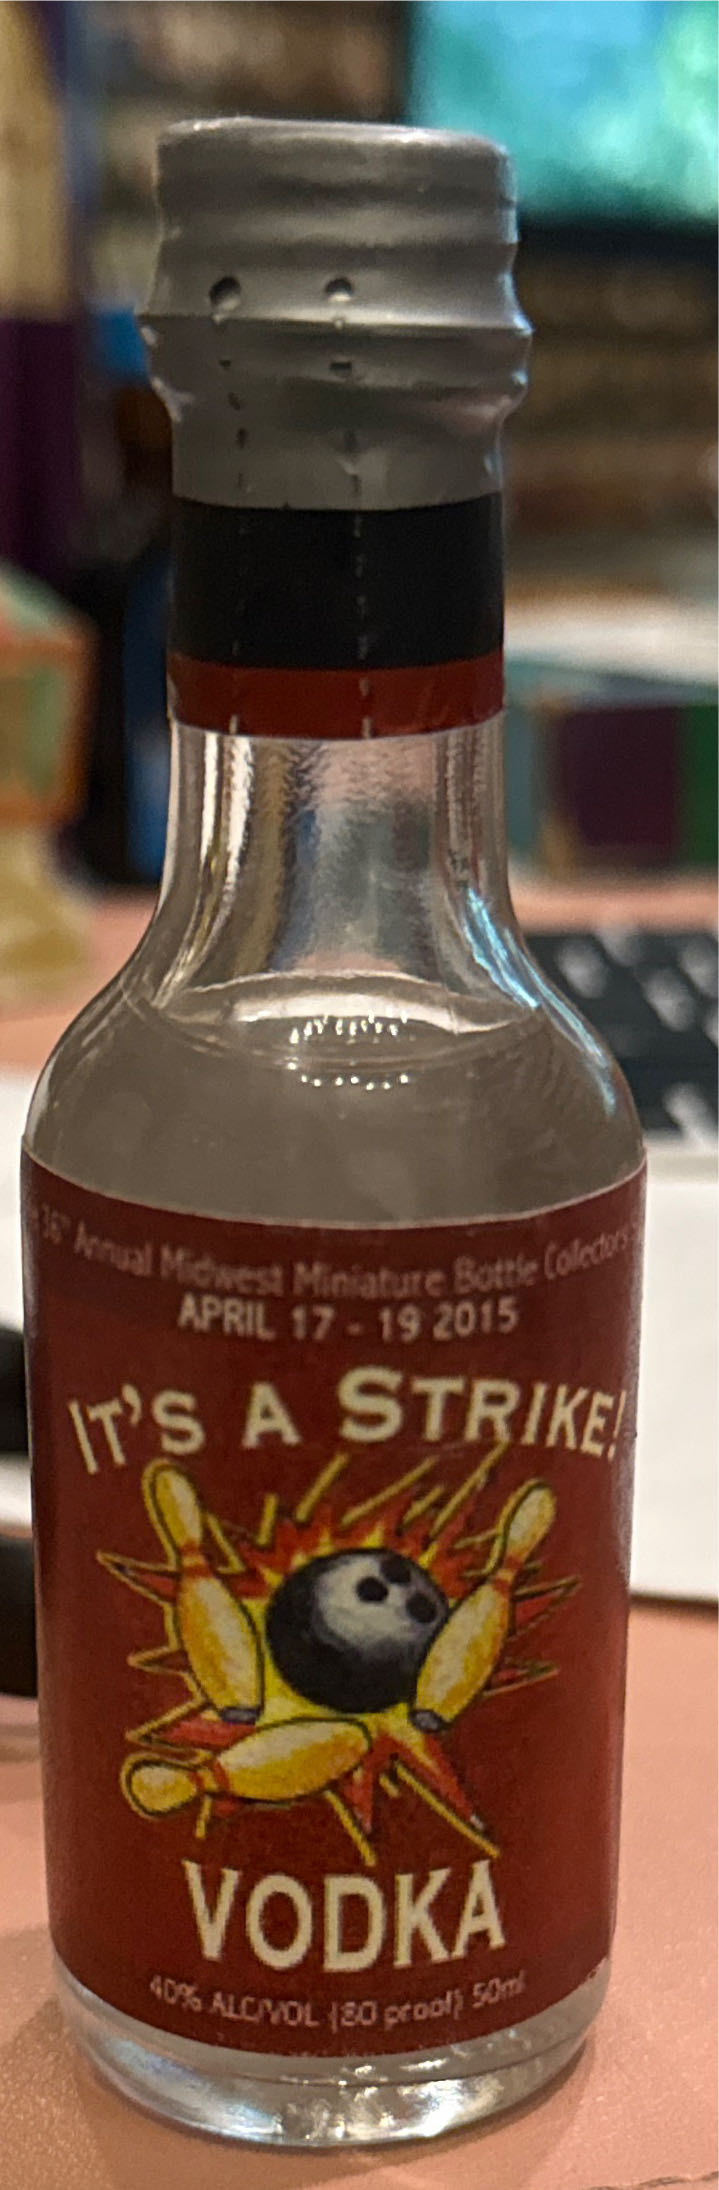 36th Annual Midwest Miniature Bottle Collectors
APRIL 17 - 19 2015
IT'S A STRIKE!
VODKA
40% ALC/VOL (80 proof) 50ml